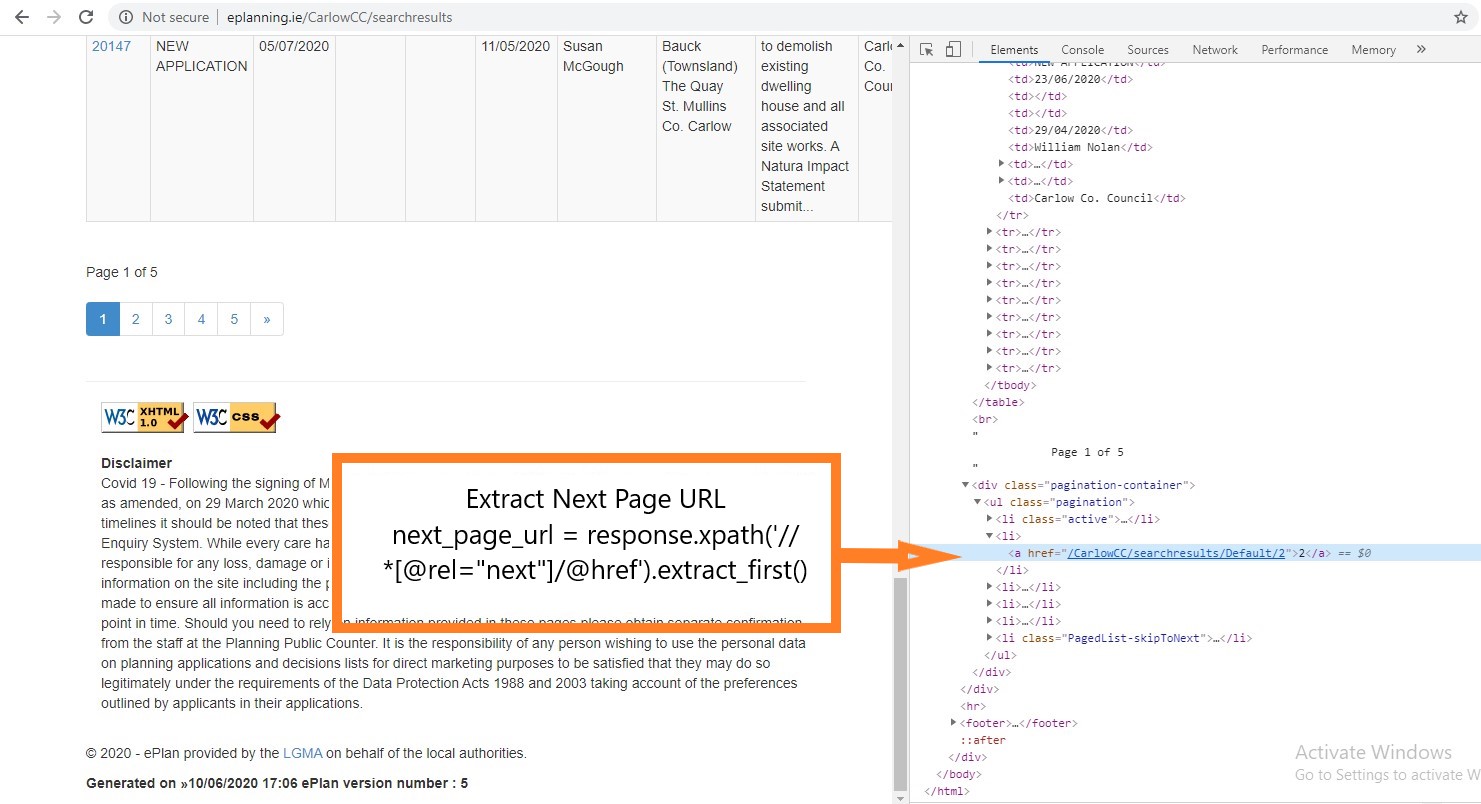 Not secure | eplanning.ie/CarlowCC/searchresults
20147 NEW APPLICATION 05/07/2020 11/05/2020 Susan McGough Bauck (Townsland) The Quay St. Mullins Co. Carlow to demolish existing dwelling house and all associated site works. A Natura Impact Statement submit... Co.
Page 1 of 5
1 2 3 4 5 »
W3C XHTML 1.0 W3C CSS
Disclaimer
Covid 19 - Following the signing of
as amended, on 29 March 2020
timelines it should be noted that
Enquiry System. While every care
responsible for any loss, damage or
information on the site including the
made to ensure all information is
point in time. Should you need to rely information provided in these pages please obtain separate confirmation
from the staff at the Planning Public Counter. It is the responsibility of any person wishing to use the personal data
on planning applications and decisions lists for direct marketing purposes to be satisfied that they may do so
legitimately under the requirements of the Data Protection Acts 1988 and 2003 taking account of the preferences
outlined by applicants in their applications.
© 2020 - ePlan provided by the LGMA on behalf of the local authorities.
Generated on »10/06/2020 17:06 ePlan version number : 5
Extract Next Page URL
next_page_url = response.xpath('//
*[@rel="next"]/@href').extract_first()
Elements Console Sources Network Performance Memory »
<td>NEW APPLICATION</td>
<td>23/06/2020</td>
<td></td>
<td></td>
<td>29/04/2020</td>
<td>William Nolan</td>
<td>…</td>
<td>…</td>
<td>Carlow Co. Council</td>
</tr>
<tr>…</tr>
<tr>…</tr>
<tr>…</tr>
<tr>…</tr>
<tr>…</tr>
<tr>…</tr>
<tr>…</tr>
<tr>…</tr>
<tr>…</tr>
</tbody>
</table>
<br>
"
Page 1 of 5
"
<div class="pagination-container">
<ul class="pagination">
<li class="active">…</li>
<li>
<a href="/CarlowCC/searchresults/Default/2">2</a> == $0
</li>
<li>…</li>
<li>…</li>
<li>…</li>
<li class="PagedList-skipToNext">…</li>
</ul>
</div>
</div>
<hr>
<footer>…</footer>
::after
</div>
</body>
</html>
Activate Windows
Go to Settings to activate